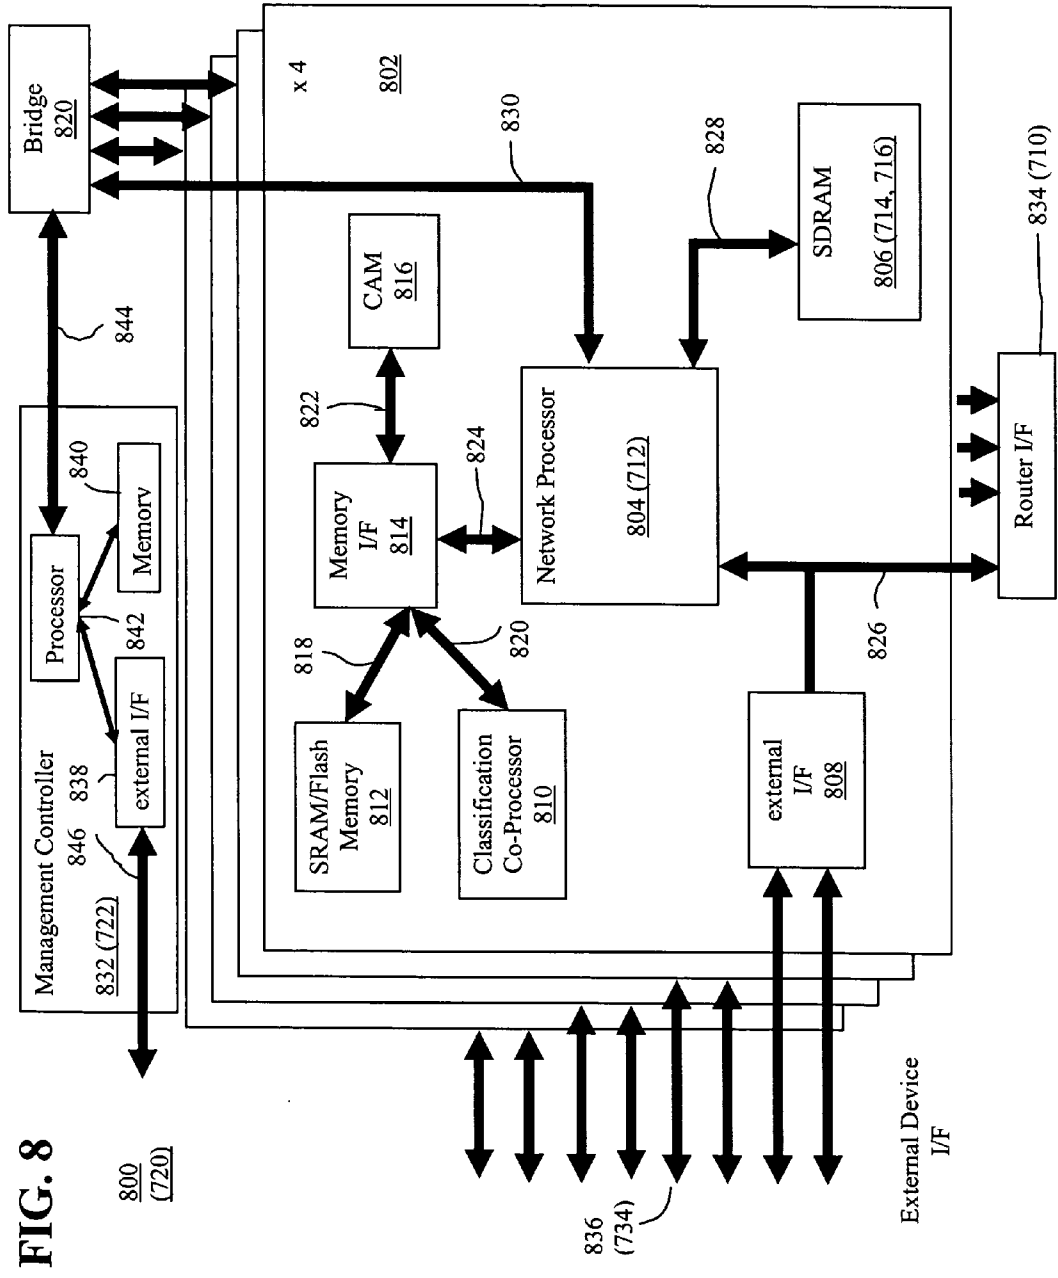 FIG. 8
800
(720)
Management Controller
832 (722)
846
838
external I/F
Processor
842
840
Memorv
844
Bridge
820
x 4
802
SRAM/Flash
Memory
812
818
Memory
I/F
814
822
CAM
816
830
Classification
Co-Processor
810
820
824
Network Processor
804 (712)
828
SDRAM
806 (714, 716)
external
I/F
808
826
Router I/F
834 (710)
836
(734)
External Device
I/F